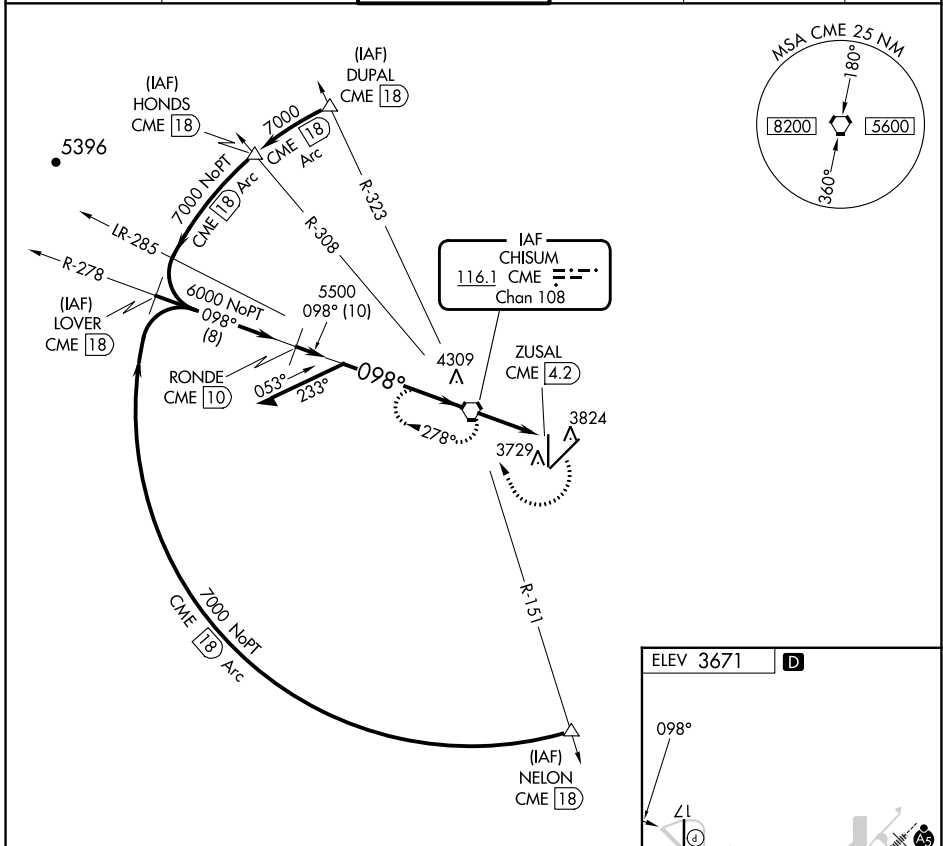 MSA CME 25 NM
180°
8200
5600
360°
(IAF)
DUPAL
CME 18
(IAF)
HONDS
CME 18
7000
CME 18
Arc
5396
7000 NoPT
CME 18 Arc
R-323
R-308
LR-285
R-278
IAF
CHISUM
116.1 CME
Chan 108
(IAF)
LOVER
CME 18
6000 NoPT
098°
(8)
5500
098° (10)
RONDE
CME 10
053°
233°
098°
4309
ZUSAL
CME 4.2
278°
3729
3824
R-151
7000 NoPT
CME 18 Arc
(IAF)
NELON
CME 18
ELEV 3671
D
098°
17
P
A5